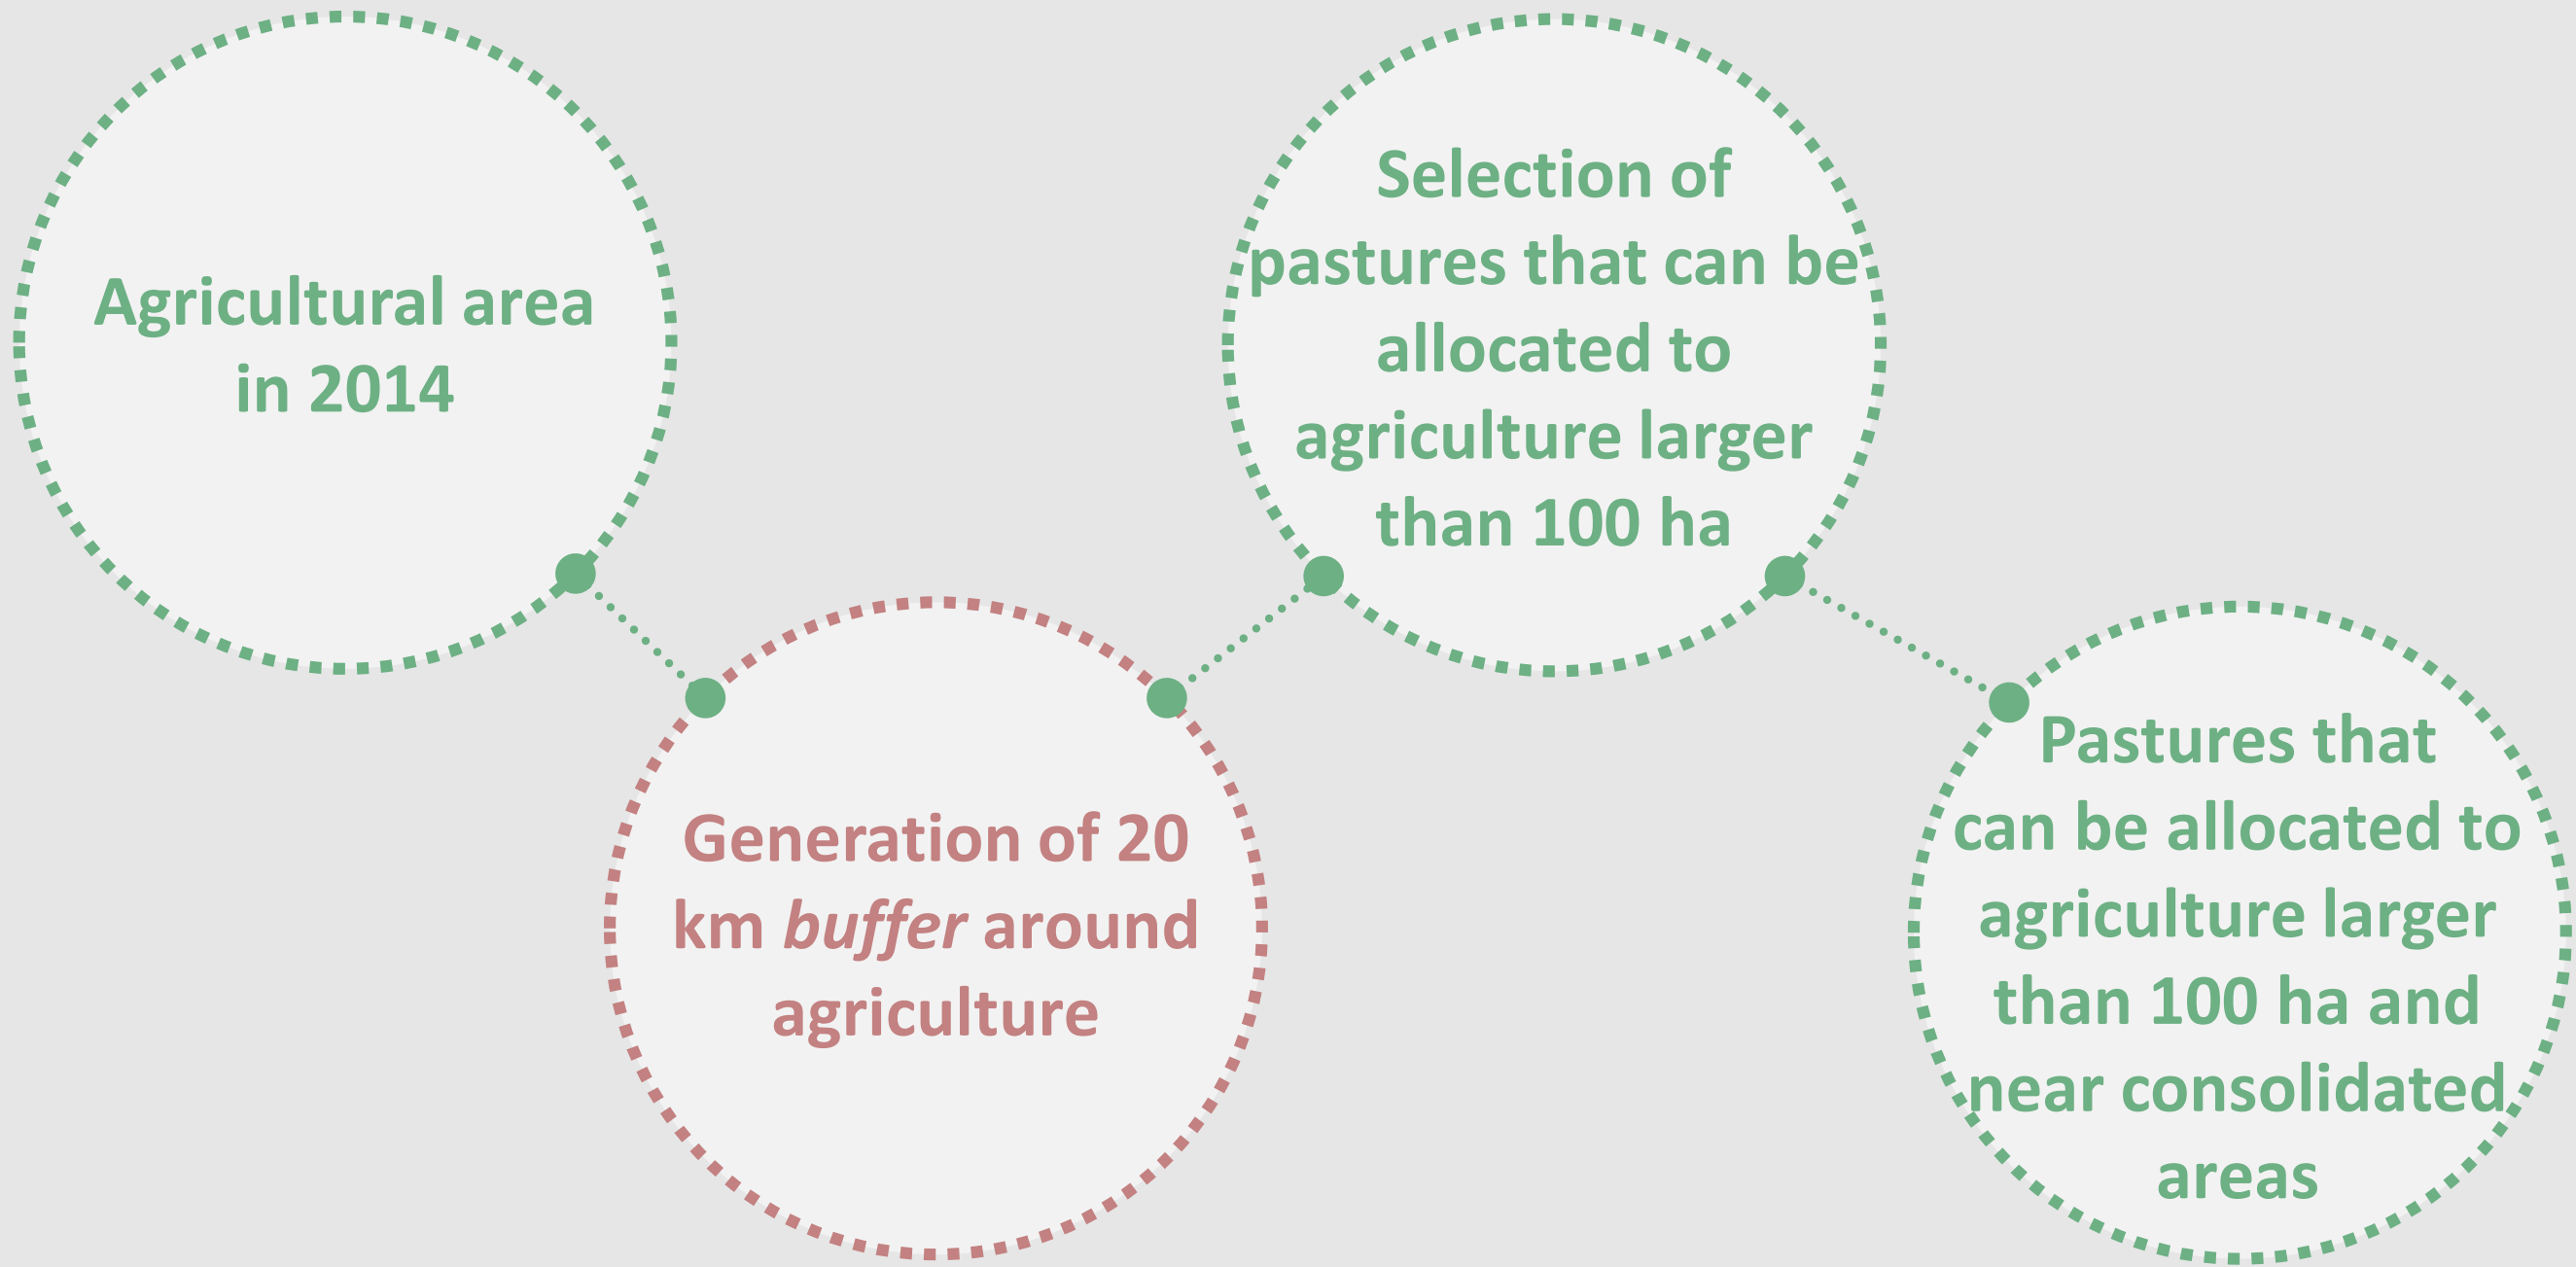 Agricultural area
in 2014
Generation of 20
km buffer around
agriculture
Selection of
pastures that can be
allocated to
agriculture larger
than 100 ha
Pastures that
can be allocated to
agriculture larger
than 100 ha and
near consolidated
areas